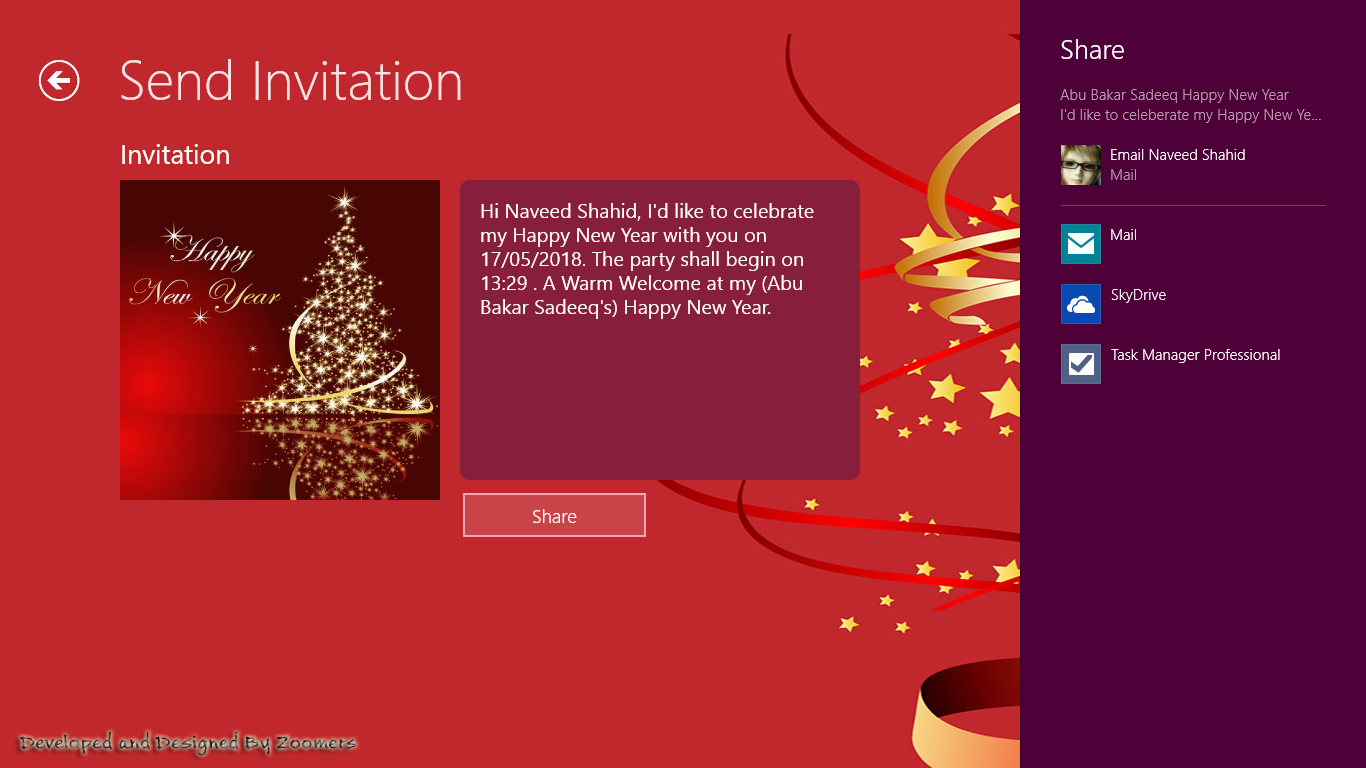 Send Invitation
Invitation
Happy
New Year
Hi Naveed Shahid, I'd like to celebrate
my Happy New Year with you on
17/05/2018. The party shall begin on
13:29 . A Warm Welcome at my (Abu
Bakar Sadeeq's) Happy New Year.
Share
Developed and Designed By Zoomers
Share
Abu Bakar Sadeeq Happy New Year
I'd like to celeberate my Happy New Ye...
Email Naveed Shahid
Mail
Mail
SkyDrive
Task Manager Professional